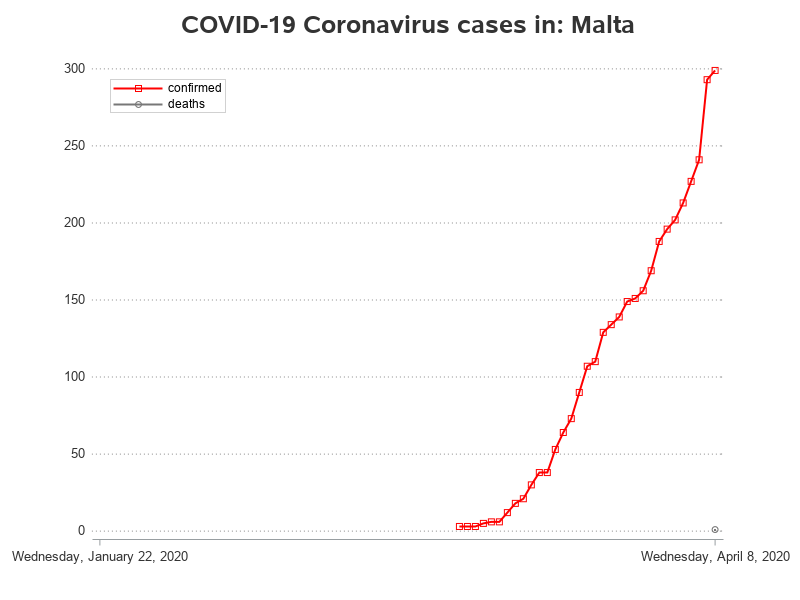 COVID-19 Coronavirus cases in: Malta
300
confirmed
deaths
250
200
150
100
50
0
Wednesday, January 22, 2020 Wednesday, April 8, 2020